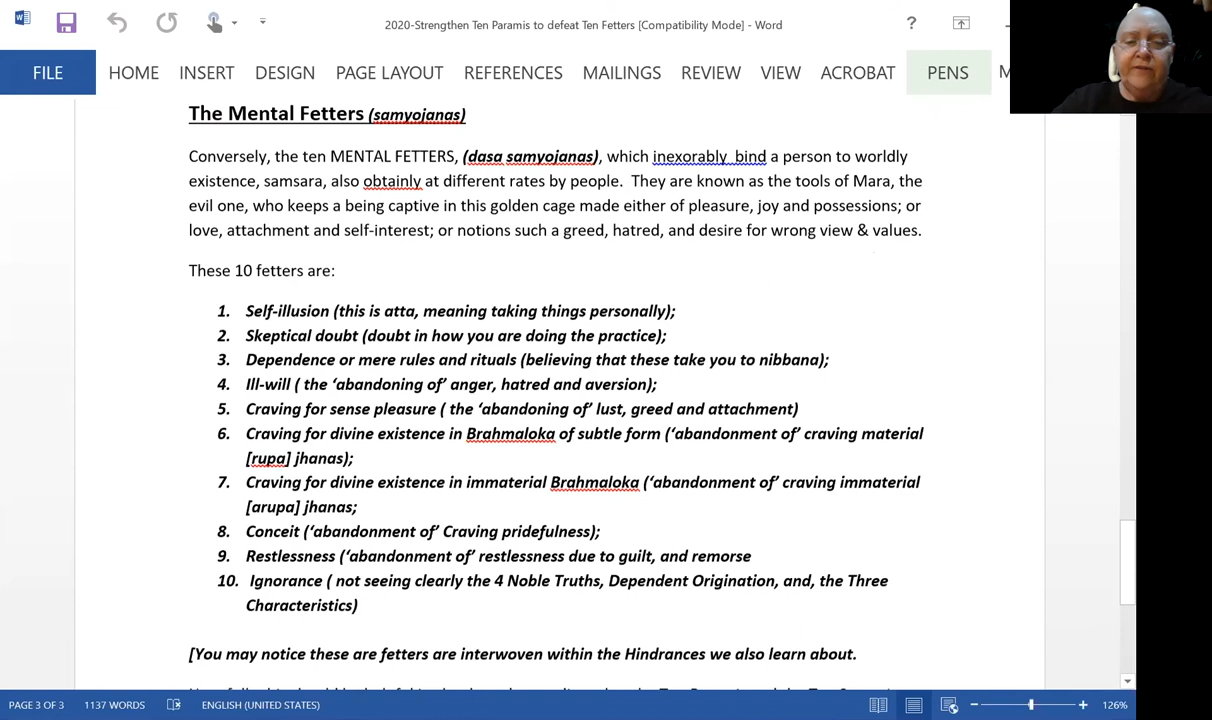 2020-Strengthen Ten Paramis to defeat Ten Fetters [Compatibility Mode] - Word
?
FILE HOME INSERT DESIGN PAGE LAYOUT REFERENCES MAILINGS REVIEW VIEW ACROBAT PENS M
The Mental Fetters (samyojanas)
Conversely, the ten MENTAL FETTERS, (dasa samyojanas), which inexorably bind a person to worldly
existence, samsara, also obtainly at different rates by people. They are known as the tools of Mara, the
evil one, who keeps a being captive in this golden cage made either of pleasure, joy and possessions; or
love, attachment and self-interest; or notions such a greed, hatred, and desire for wrong view & values.
These 10 fetters are:
1. Self-illusion (this is atta, meaning taking things personally);
2. Skeptical doubt (doubt in how you are doing the practice);
3. Dependence or mere rules and rituals (believing that these take you to nibbana);
4. Ill-will ( the ‘abandoning of’ anger, hatred and aversion);
5. Craving for sense pleasure ( the ‘abandoning of’ lust, greed and attachment)
6. Craving for divine existence in Brahmaloka of subtle form (‘abandonment of’ craving material
[rupa] jhanas);
7. Craving for divine existence in immaterial Brahmaloka (‘abandonment of’ craving immaterial
[arupa] jhanas;
8. Conceit (‘abandonment of’ Craving pridefulness);
9. Restlessness (‘abandonment of’ restlessness due to guilt, and remorse
10. Ignorance ( not seeing clearly the 4 Noble Truths, Dependent Origination, and, the Three
Characteristics)
[You may notice these are fetters are interwoven within the Hindrances we also learn about.
PAGE 3 OF 3 1137 WORDS ENGLISH (UNITED STATES) 126%